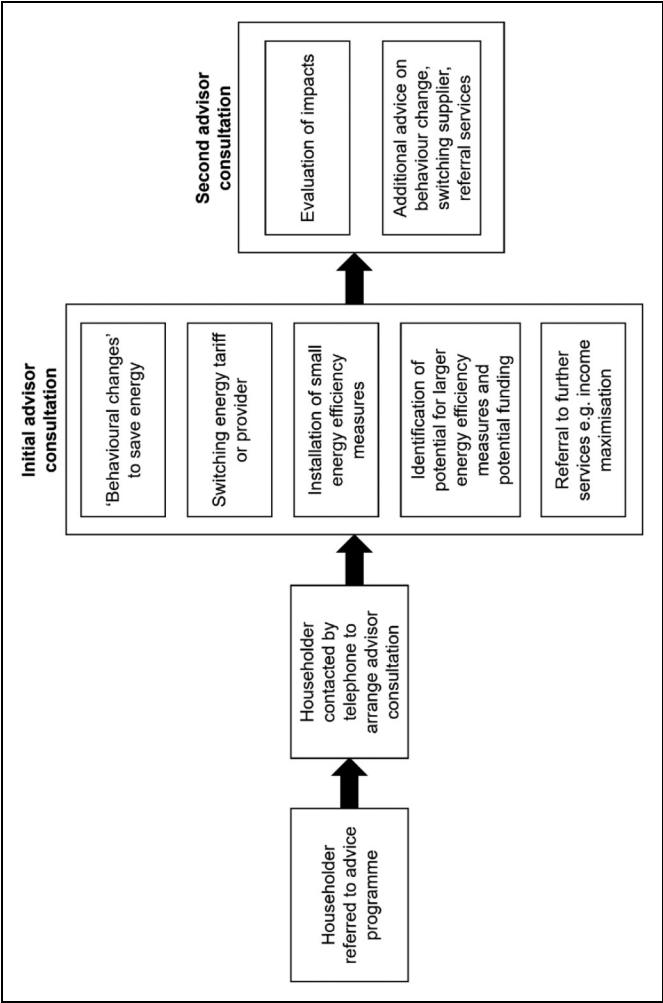 Householder
referred to advice
programme
Householder
contacted by
telephone to
arrange advisor
consultation
Initial advisor
consultation
‘Behavioural changes’
to save energy
Switching energy tariff
or provider
Installation of small
energy efficiency
measures
Identification of
potential for larger
energy efficiency
measures and
potential funding
Referral to further
services e.g. income
maximisation
Second advisor
consultation
Evaluation of impacts
Additional advice on
behaviour change,
switching supplier,
referral services